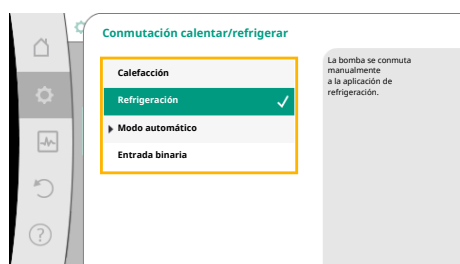 Conmutación calentar/refrigerar
Calefacción
Refrigeración
Modo automático
Entrada binaria
La bomba se conmuta
manualmente
a la aplicación de
refrigeración.